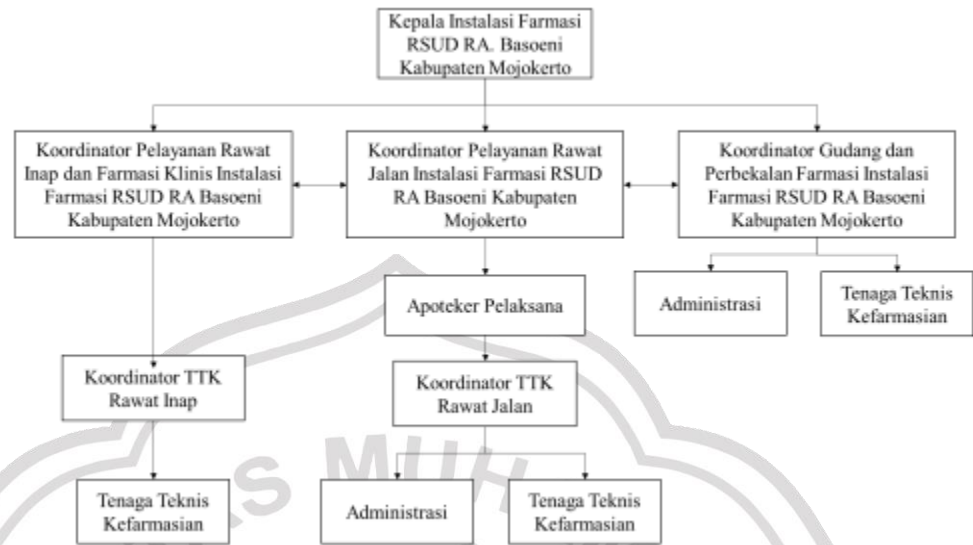 Kepala Instalasi Farmasi
RSUD RA. Basoeni
Kabupaten Mojokerto
Koordinator Pelayanan Rawat
Inap dan Farmasi Klinis Instalasi
Farmasi RSUD RA Basoeni
Kabupaten Mojokerto
Koordinator Pelayanan Rawat
Jalan Instalasi Farmasi RSUD
RA Basoeni Kabupaten
Mojokerto
Koordinator Gudang dan
Perbekalan Farmasi Instalasi
Farmasi RSUD RA Basoeni
Kabupaten Mojokerto
Apoteker Pelaksana
Administrasi
Tenaga Teknis
Kefarmasian
Koordinator TTK
Rawat Inap
Koordinator TTK
Rawat Jalan
Tenaga Teknis
Kefarmasian
Administrasi
Tenaga Teknis
Kefarmasian
AS MUH